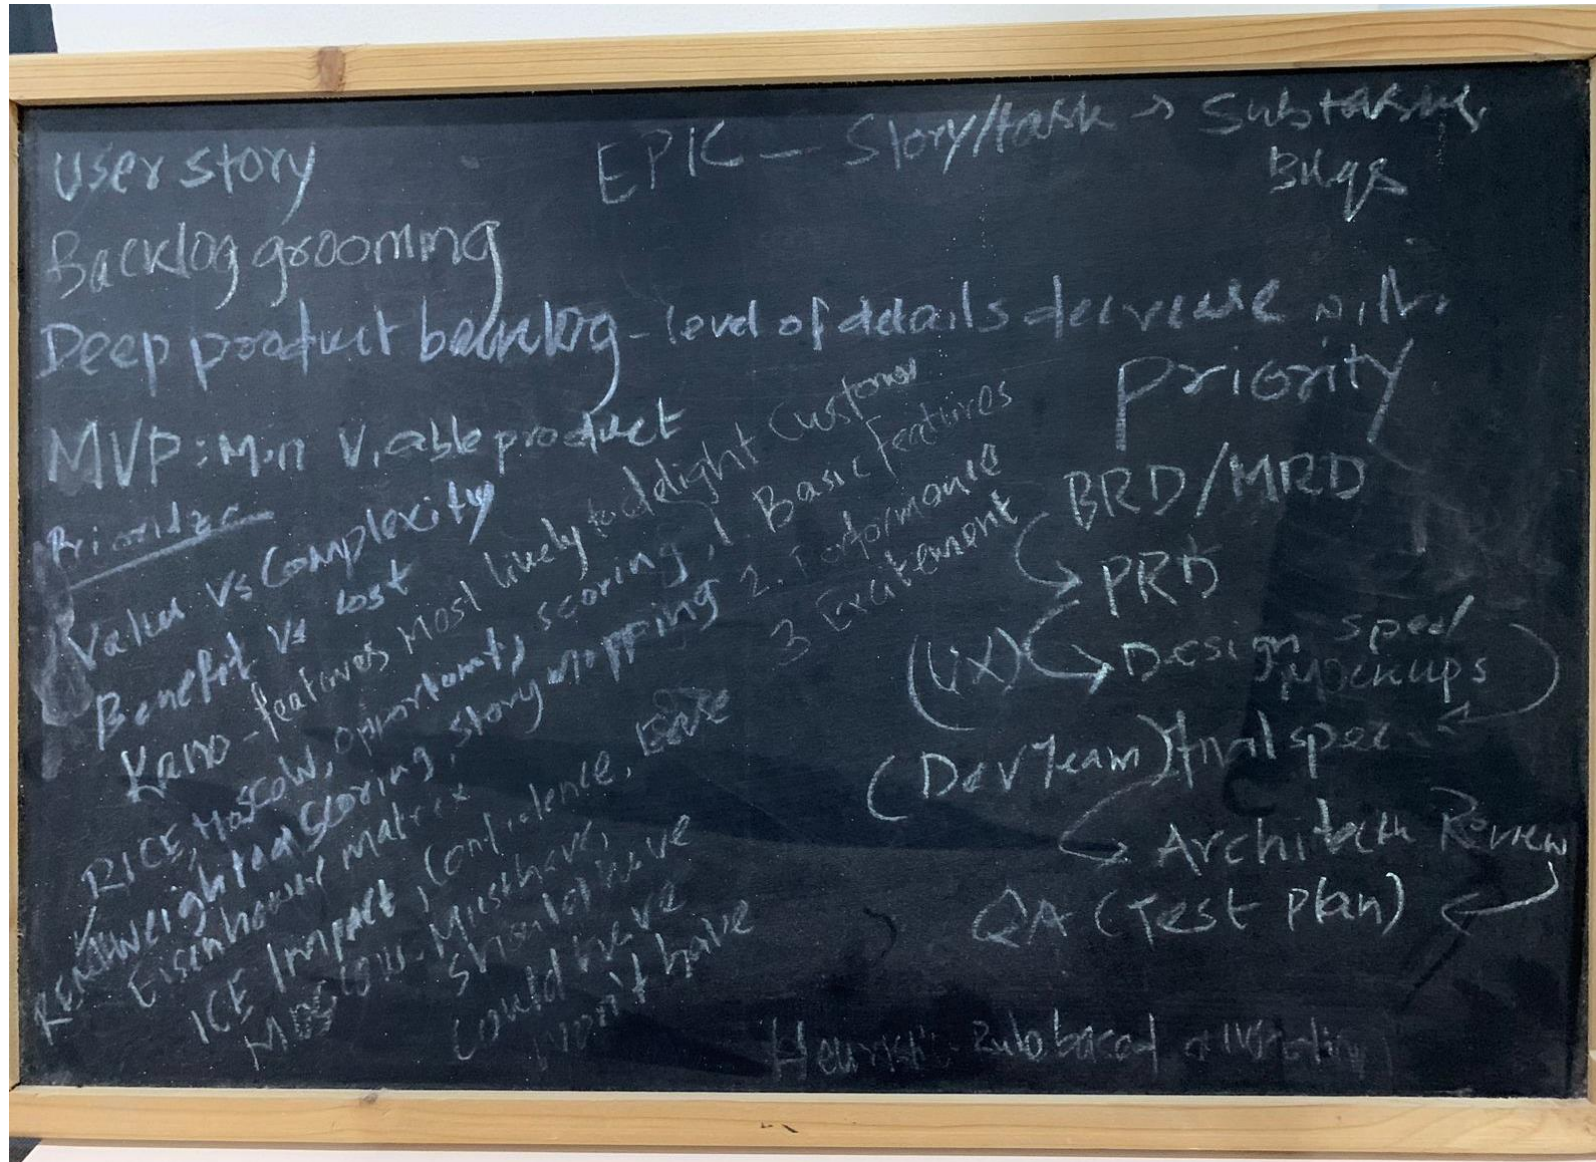 User story
EPIC - Story/task → Subtasks,
Bugs
Backlog grooming
Deep product backlog - level of details decrease with
priority
MVP: Min Viable product
Prioridze
Value vs Complexity
Benefit Vs Cost
Kano - features Most likely to delight Customer
1 Basic features
2. Performance
3 Excitement
RICE, MoSCoW, opportunity scoring,
weighted scoring, story mapping
Eisenhower matrix
ICE Impact, Confidence, Ease
MOSCOW - Must have,
Should have
Could have
Won't have
BRD/MRD
PRD
(UX) Design spec
Mockups
(Dev Team) final spec
Architech Review
QA (Test plan)
Rule based